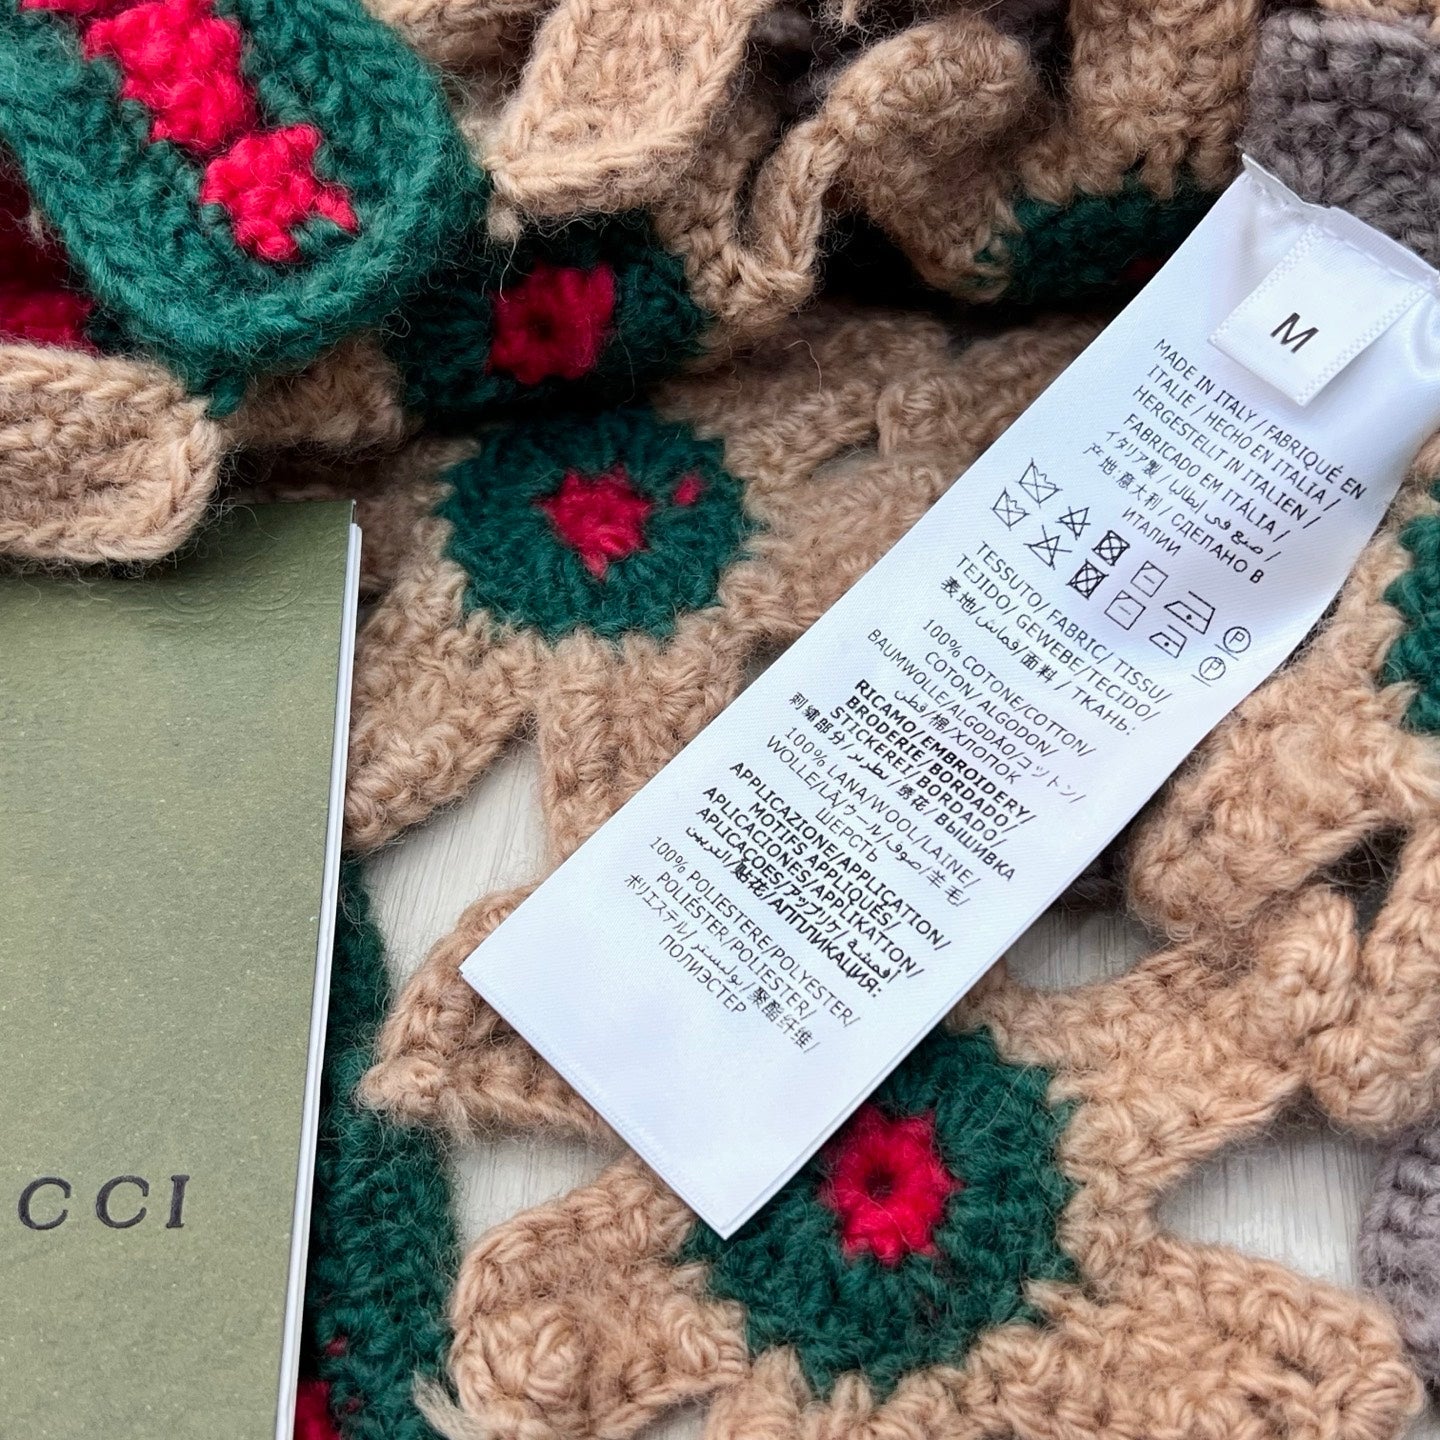 M
MADE IN ITALY / FABRIQUÉ EN
ITALIE / HECHO EN ITALIA /
HERGESTELLT IN ITALIEN /
FABRICADO EM ITÁLIA /
イタリア製 / صنع في إيطاليا /
产地:意大利 / СДЕЛАНО В
ИТАЛИИ
P
P
TESSUTO/ FABRIC/ TISSU/
TEJIDO/ GEWEBE/TECIDO/
表地/قماش/面料 / ТКАНЬ:
100% COTONE/COTTON/
COTON/ ALGODON/
BAUMWOLLE/ALGODÃO/コットン/
قطن/棉/ХЛОПОК
RICAMO/EMBROIDERY/
BRODERIE/BORDADO/
STICKEREI/BORDADO/
刺繍部分/تطريز/绣花/ВЫШИВКА
100% LANA/WOOL/LAINE/
WOLLE/LÃ/ウール/صوف/羊毛/
ШЕРСТЬ
APPLICAZIONE/APPLICATION/
MOTIFS APPLIQUÉS/
APLICACIONES/APPLIKATION/
APLICAÇOES/アップリケ/أقمشة
التزيين/贴花/АППЛИКАЦИЯ:
100% POLIESTERE/POLYESTER/
POLIÉSTER/POLIESTER/
ポリエステル/بوليستر/聚酯纤维/
ПОЛИЭСТЕР
CCI